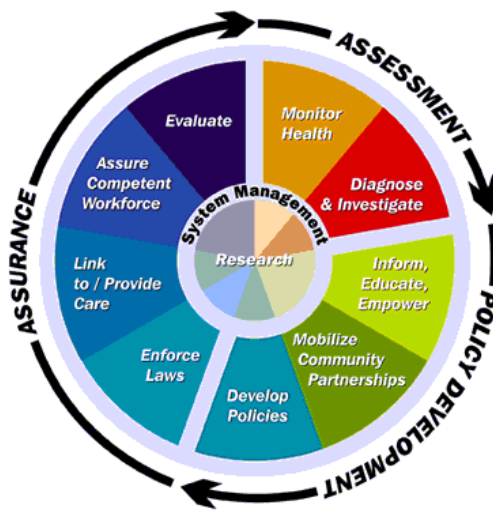 ASSESSMENT
POLICY DEVELOPMENT
ASSURANCE
Monitor
Health
Diagnose
& Investigate
Inform,
Educate,
Empower
Mobilize
Community
Partnerships
Develop
Policies
Enforce
Laws
Link
to / Provide
Care
Assure
Competent
Workforce
Evaluate
System Management
Research